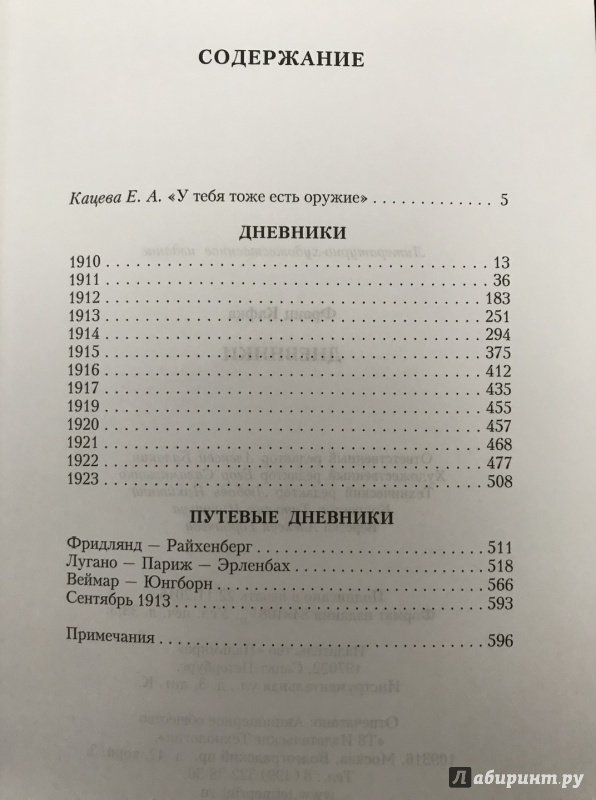 СОДЕРЖАНИЕ
Кацева Е. А. «У тебя тоже есть оружие» . . . . . . . . . . . . . 5
ДНЕВНИКИ
1910 . . . . . . . . . . . . . . . . . . . . . . . . . . . . . . . . . . . . . . . . . . 13
1911 . . . . . . . . . . . . . . . . . . . . . . . . . . . . . . . . . . . . . . . . . . 36
1912 . . . . . . . . . . . . . . . . . . . . . . . . . . . . . . . . . . . . . . . . . . 183
1913 . . . . . . . . . . . . . . . . . . . . . . . . . . . . . . . . . . . . . . . . . . 251
1914 . . . . . . . . . . . . . . . . . . . . . . . . . . . . . . . . . . . . . . . . . . 294
1915 . . . . . . . . . . . . . . . . . . . . . . . . . . . . . . . . . . . . . . . . . . 375
1916 . . . . . . . . . . . . . . . . . . . . . . . . . . . . . . . . . . . . . . . . . . 412
1917 . . . . . . . . . . . . . . . . . . . . . . . . . . . . . . . . . . . . . . . . . . 435
1919 . . . . . . . . . . . . . . . . . . . . . . . . . . . . . . . . . . . . . . . . . . 455
1920 . . . . . . . . . . . . . . . . . . . . . . . . . . . . . . . . . . . . . . . . . . 457
1921 . . . . . . . . . . . . . . . . . . . . . . . . . . . . . . . . . . . . . . . . . . 468
1922 . . . . . . . . . . . . . . . . . . . . . . . . . . . . . . . . . . . . . . . . . . 477
1923 . . . . . . . . . . . . . . . . . . . . . . . . . . . . . . . . . . . . . . . . . . 508
ПУТЕВЫЕ ДНЕВНИКИ
Фридлянд — Райхенберг . . . . . . . . . . . . . . . . . . . . . . . . 511
Лугано — Париж — Эрленбах . . . . . . . . . . . . . . . . . . . . 518
Веймар — Юнгборн . . . . . . . . . . . . . . . . . . . . . . . . . . . . 566
Сентябрь 1913 . . . . . . . . . . . . . . . . . . . . . . . . . . . . . . . . 593
Примечания . . . . . . . . . . . . . . . . . . . . . . . . . . . . . . . . . . 596
Лабиринт.ру